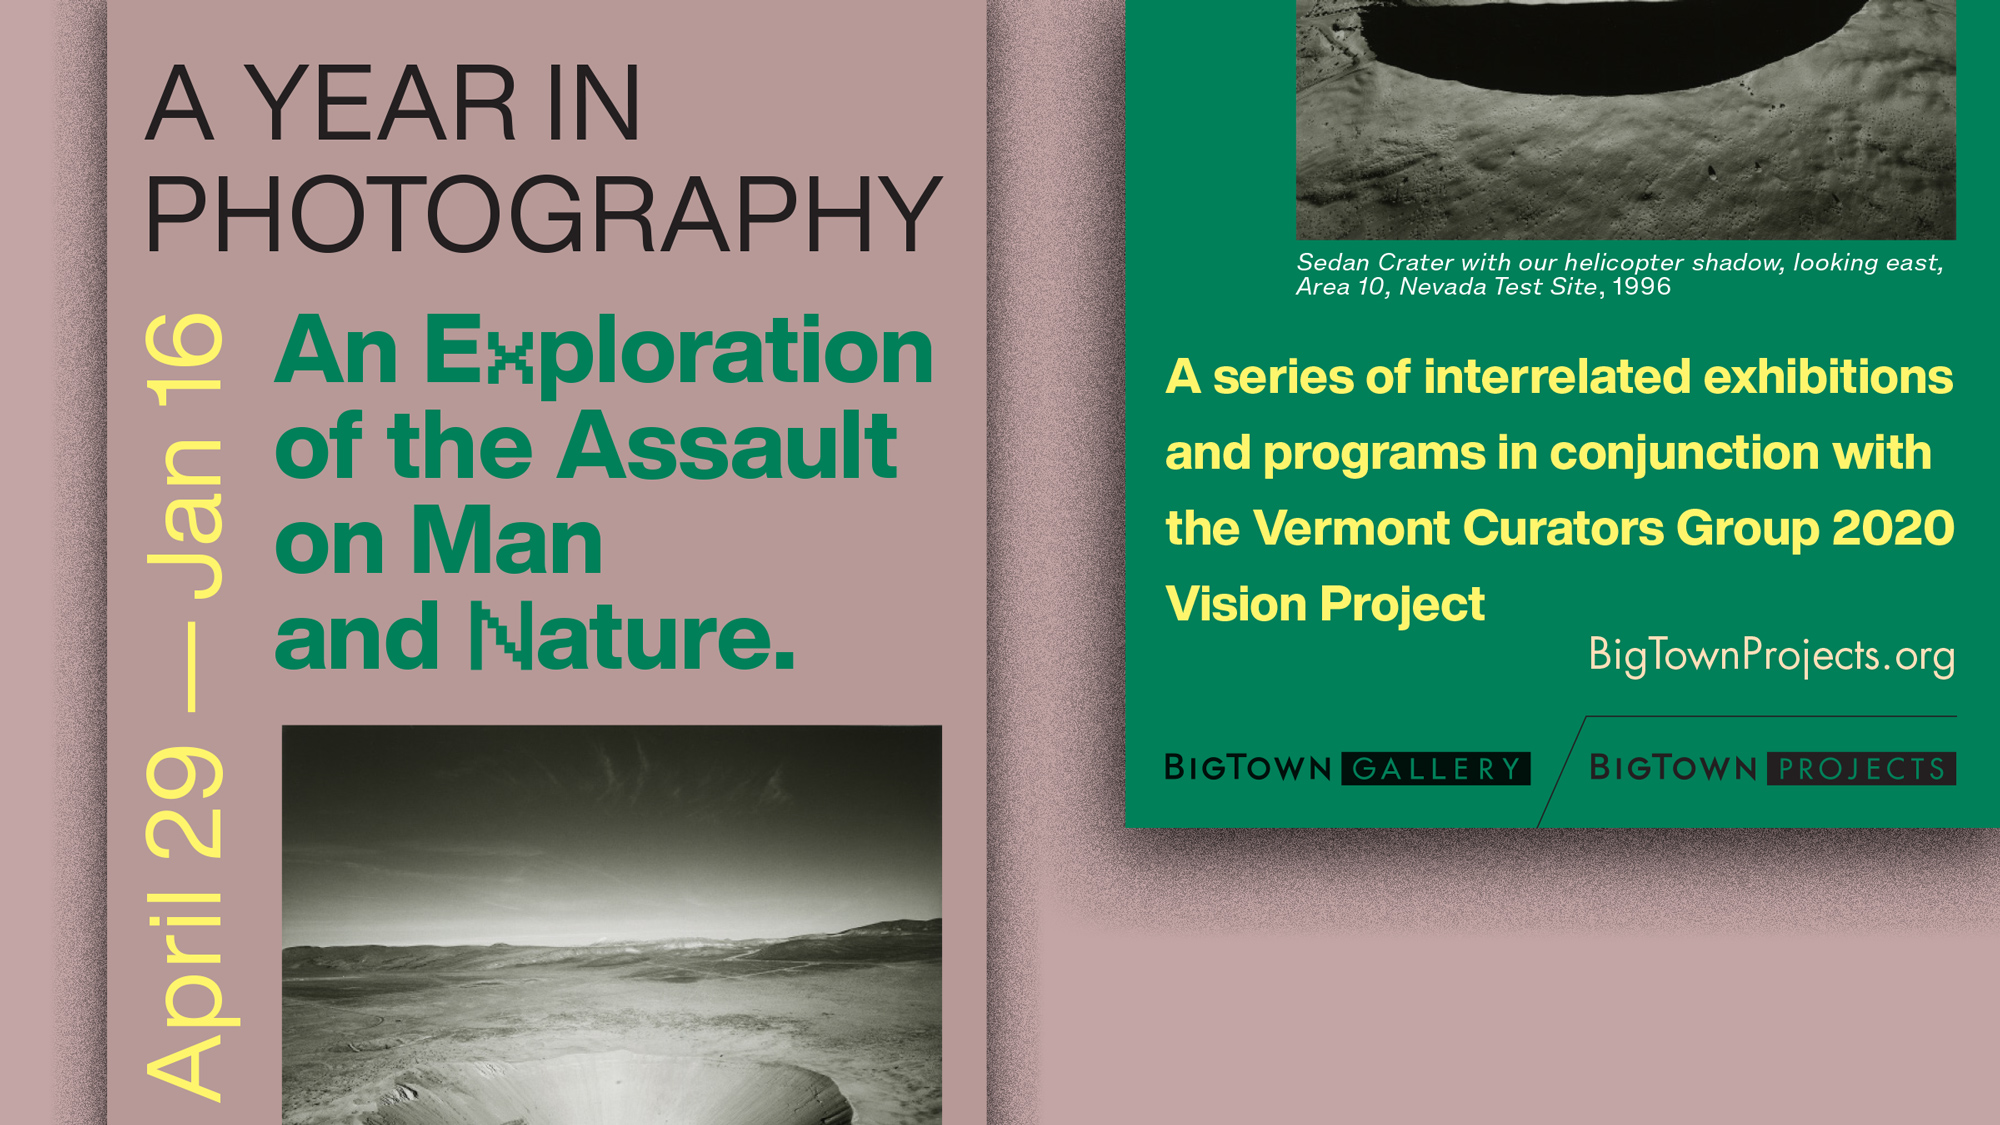 A YEAR IN
PHOTOGRAPHY
April 29 — Jan 16
An Exploration
of the Assault
on Man
and Nature.
Sedan Crater with our helicopter shadow, looking east,
Area 10, Nevada Test Site, 1996
A series of interrelated exhibitions
and programs in conjunction with
the Vermont Curators Group 2020
Vision Project
BigTownProjects.org
BIGTOWN GALLERY
BIGTOWN PROJECTS